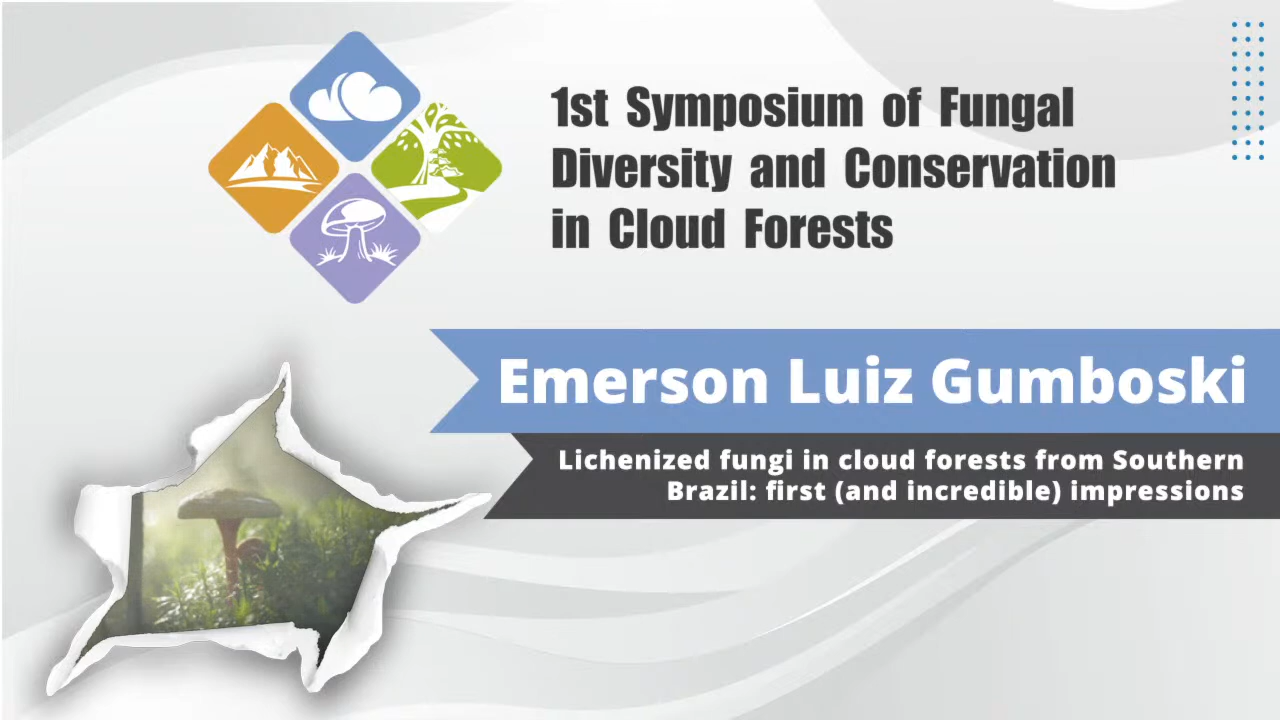 1st Symposium of Fungal
Diversity and Conservation
in Cloud Forests
Emerson Luiz Gumboski
Lichenized fungi in cloud forests from Southern
Brazil: first (and incredible) impressions